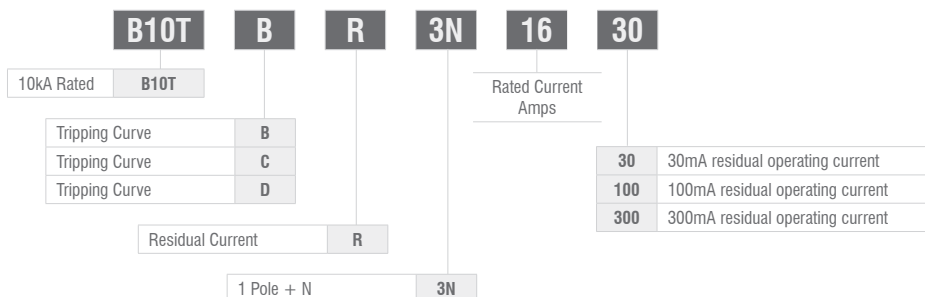 B10T B R 3N 16 30
10kA Rated B10T
Rated Current
Amps
Tripping Curve B
Tripping Curve C
Tripping Curve D
30 30mA residual operating current
100 100mA residual operating current
300 300mA residual operating current
Residual Current R
1 Pole + N 3N